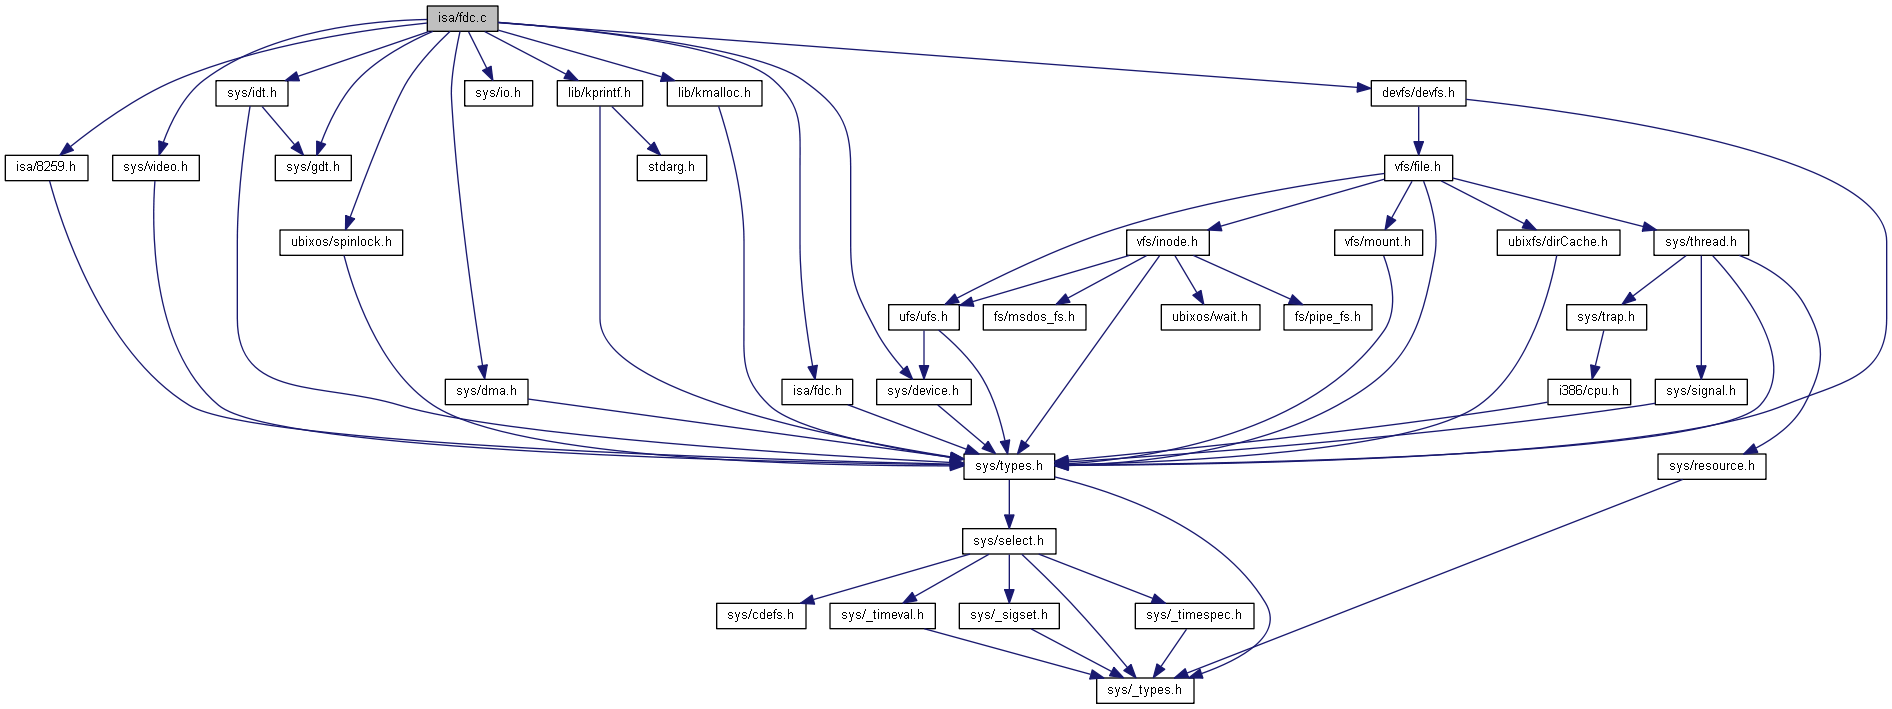 isa/fdc.c
sys/idt.h
sys/io.h
lib/kprintf.h
lib/kmalloc.h
devfs/devfs.h
isa/8259.h
sys/video.h
sys/gdt.h
stdarg.h
vfs/file.h
ubixos/spinlock.h
vfs/inode.h
vfs/mount.h
ubixfs/dirCache.h
sys/thread.h
ufs/ufs.h
fs/msdos_fs.h
ubixos/wait.h
fs/pipe_fs.h
sys/trap.h
sys/dma.h
isa/fdc.h
sys/device.h
i386/cpu.h
sys/signal.h
sys/types.h
sys/resource.h
sys/select.h
sys/cdefs.h
sys/_timeval.h
sys/_sigset.h
sys/_timespec.h
sys/_types.h